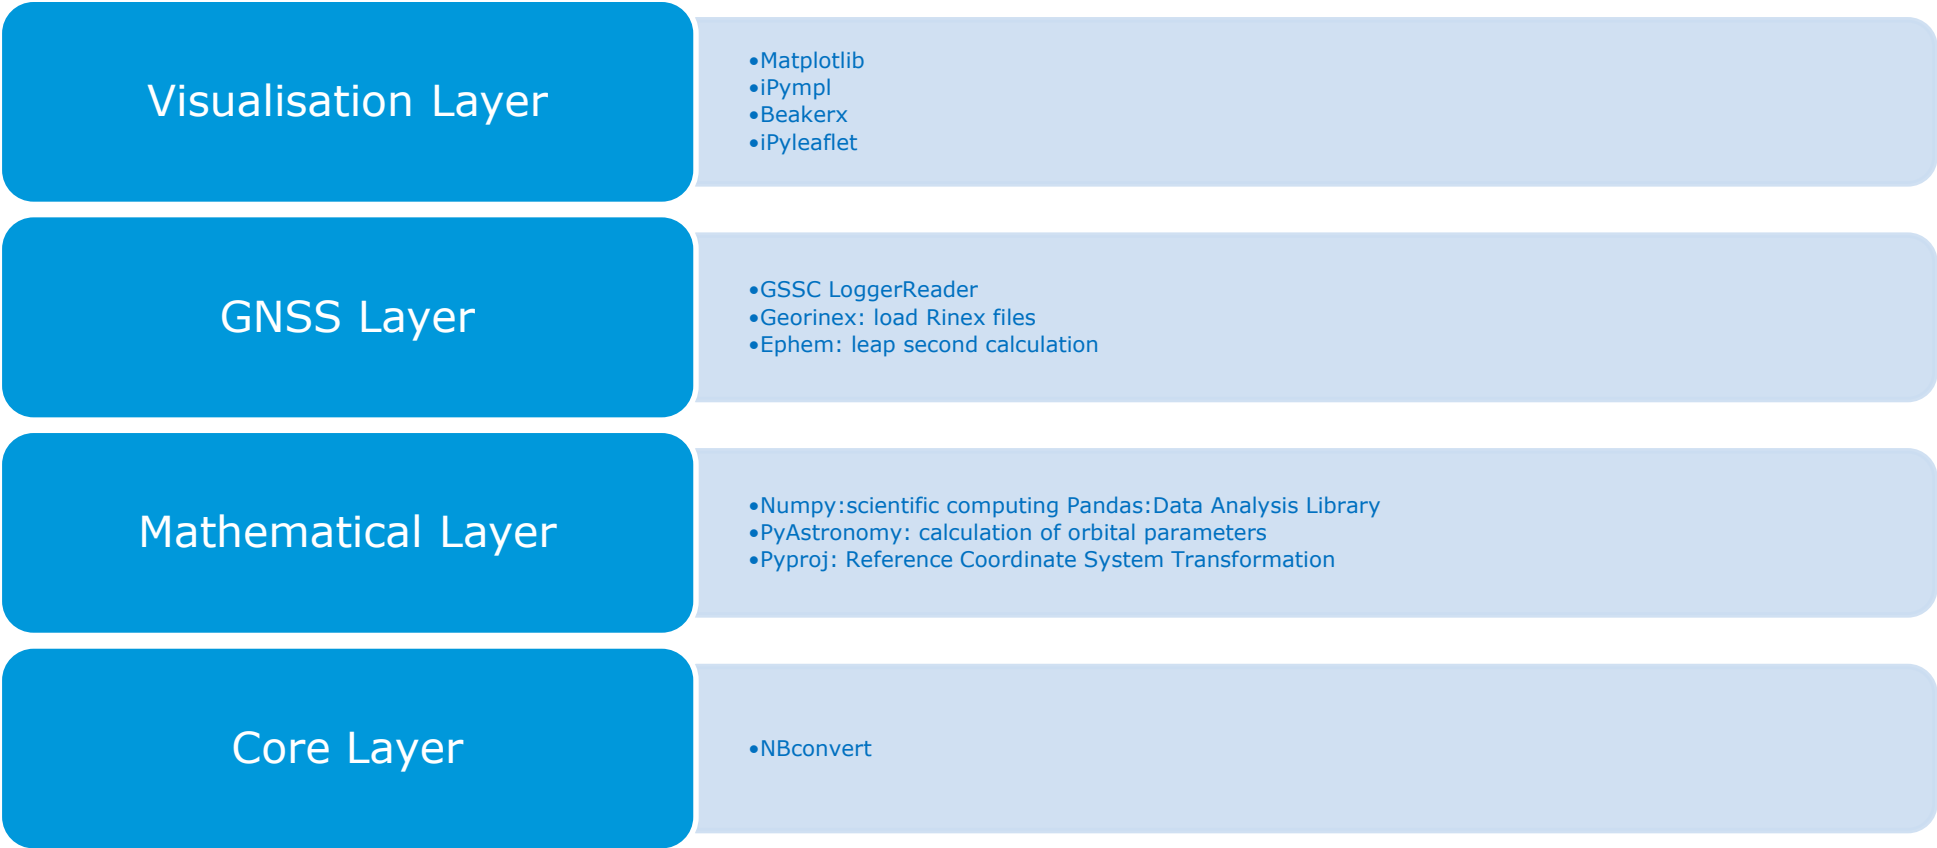 Visualisation Layer
•Matplotlib
•iPympl
•Beakerx
•iPyleaflet
GNSS Layer
•GSSC LoggerReader
•Georinex: load Rinex files
•Ephem: leap second calculation
Mathematical Layer
•Numpy:scientific computing Pandas:Data Analysis Library
•PyAstronomy: calculation of orbital parameters
•Pyproj: Reference Coordinate System Transformation
Core Layer
•NBconvert